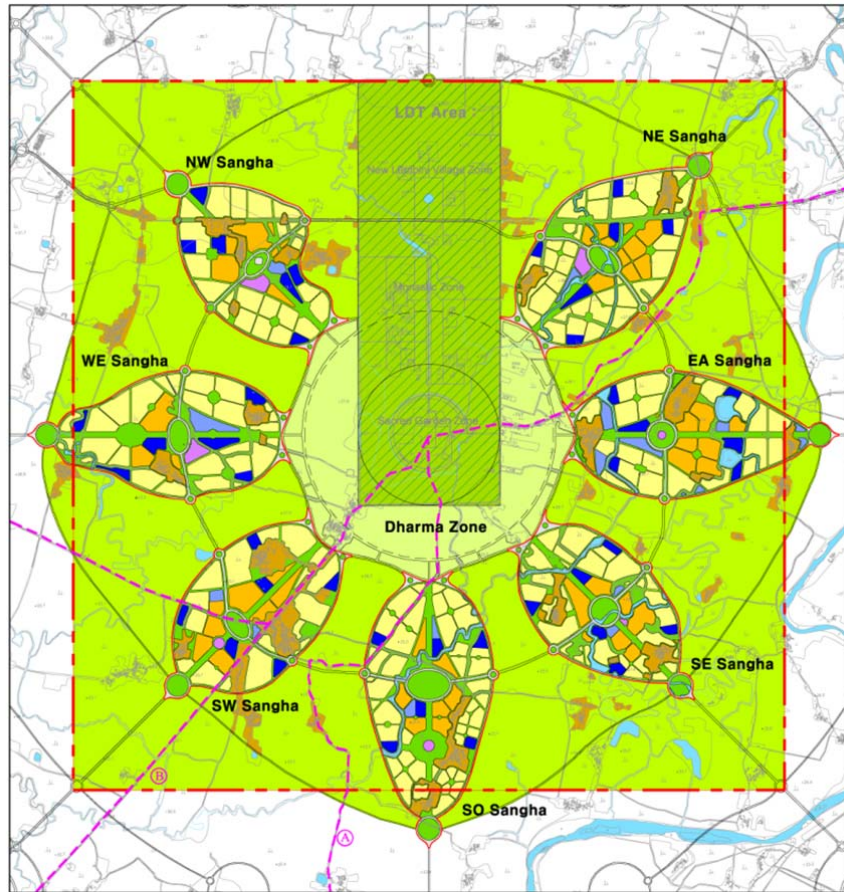 LDT Area
NE Sangha
NW Sangha
New Lumbini Village Zone
Monastic Zone
WE Sangha
EA Sangha
Sacred Garden Zone
Dharma Zone
SE Sangha
SW Sangha
B
SO Sangha
A